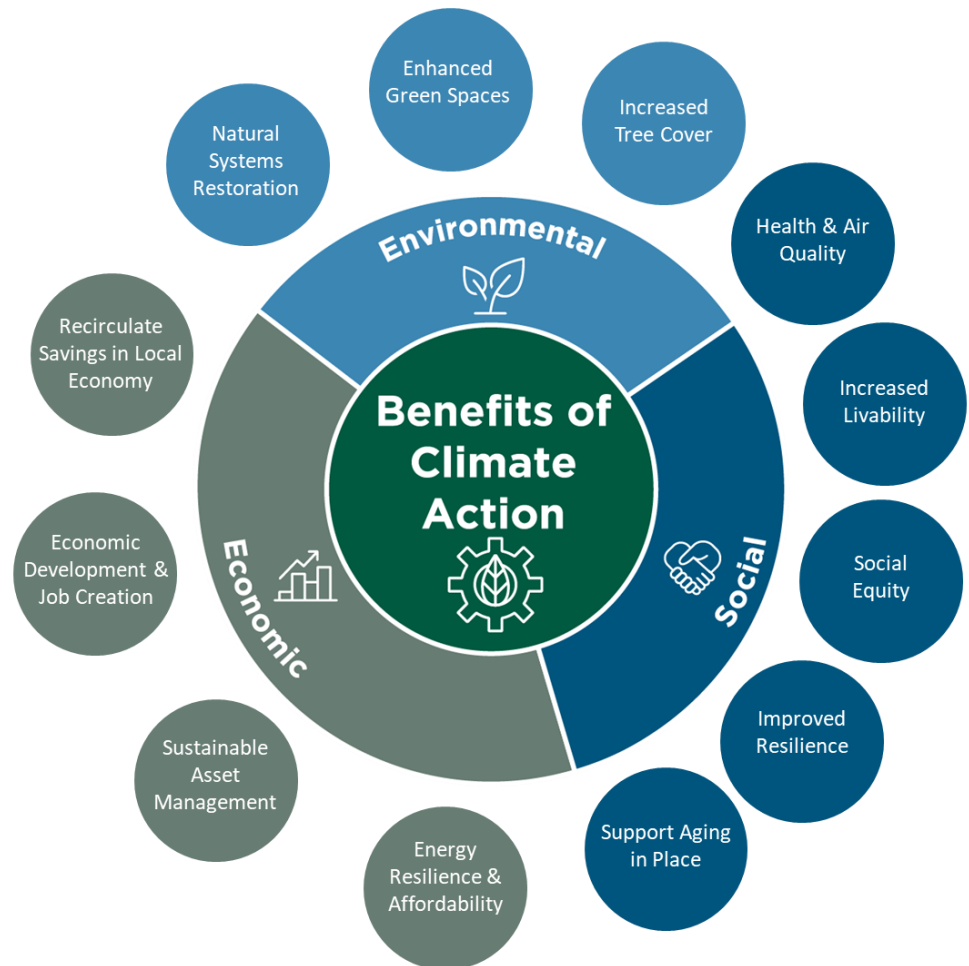 Benefits of
Climate
Action
Environmental
Natural
Systems
Restoration
Enhanced
Green Spaces
Increased
Tree Cover
Social
Health & Air
Quality
Increased
Livability
Social
Equity
Improved
Resilience
Support Aging
in Place
Economic
Energy
Resilience &
Affordability
Sustainable
Asset
Management
Economic
Development &
Job Creation
Recirculate
Savings in Local
Economy